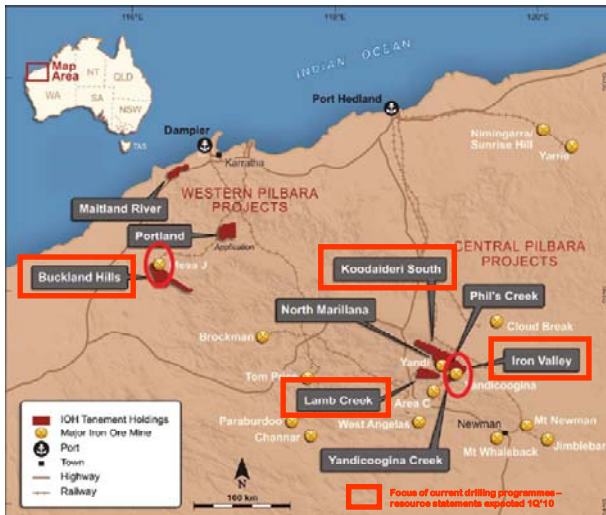 116°E
118°E
120°E
INDIAN OCEAN
Map
Area
WA
NT
QLD
SA
NSW
TAS
Port Hedland
Dampier
Karratha
Nimingarra/
Sunrise Hill
Yarrie
WESTERN PILBARA
PROJECTS
Maitland River
Portland
Application
CENTRAL PILBARA
PROJECTS
Koodaideri South
Buckland Hills
Mesa J
North Marillana
Phil's Creek
Cloud Break
Brockman
Yandi
Iron Valley
Yandicoogina
Tom Price
Lamb Creek
Area C
Paraburdoo
Channar
West Angelas
Newman
Mt Newman
Mt Whaleback
Jimblebar
Yandicoogina Creek
IOH Tenement Holdings
Major Iron Ore Mine
Port
Town
Highway
Railway
N
100 km
Focus of current drilling programmes –
resource statements expected 1Q'10